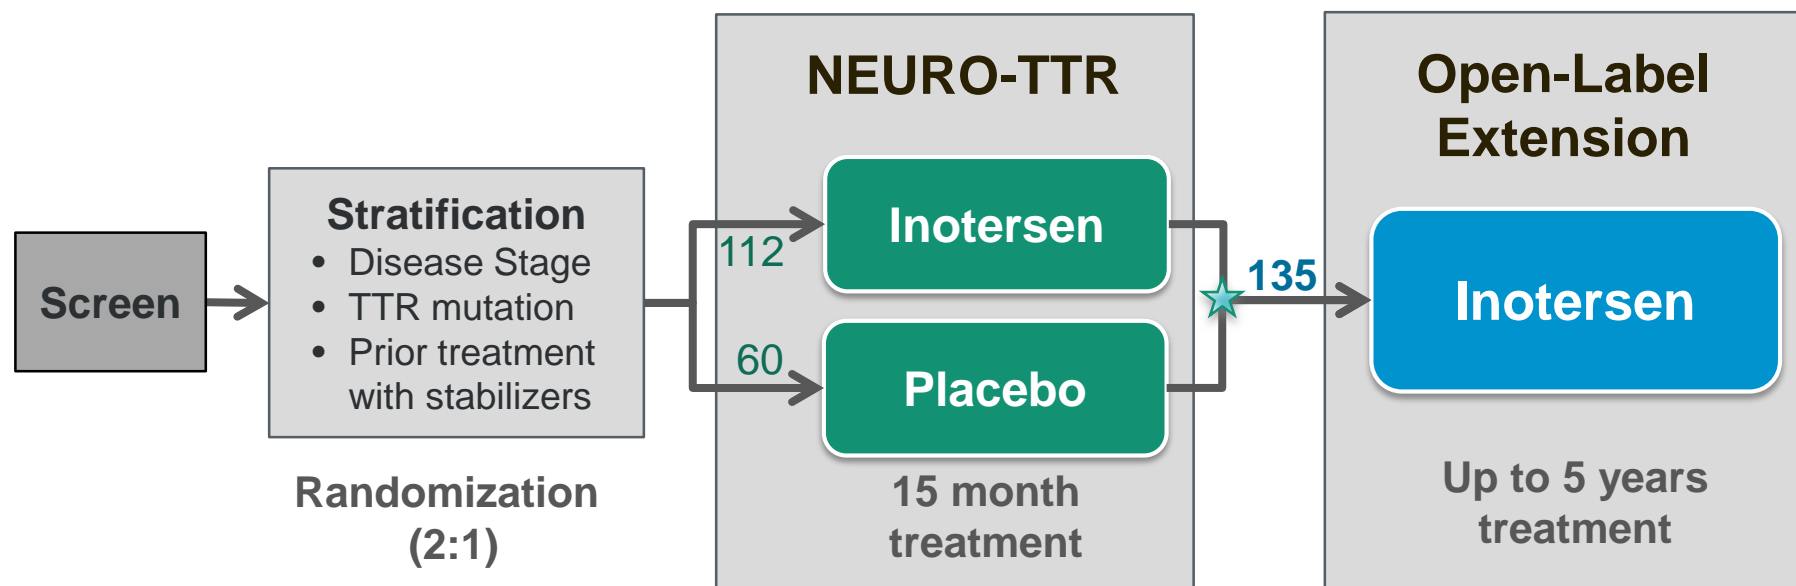 Screen
Stratification
• Disease Stage
• TTR mutation
• Prior treatment
with stabilizers
Randomization
(2:1)
NEURO-TTR
112
Inotersen
60
Placebo
15 month
treatment
135
Open-Label
Extension
Inotersen
Up to 5 years
treatment